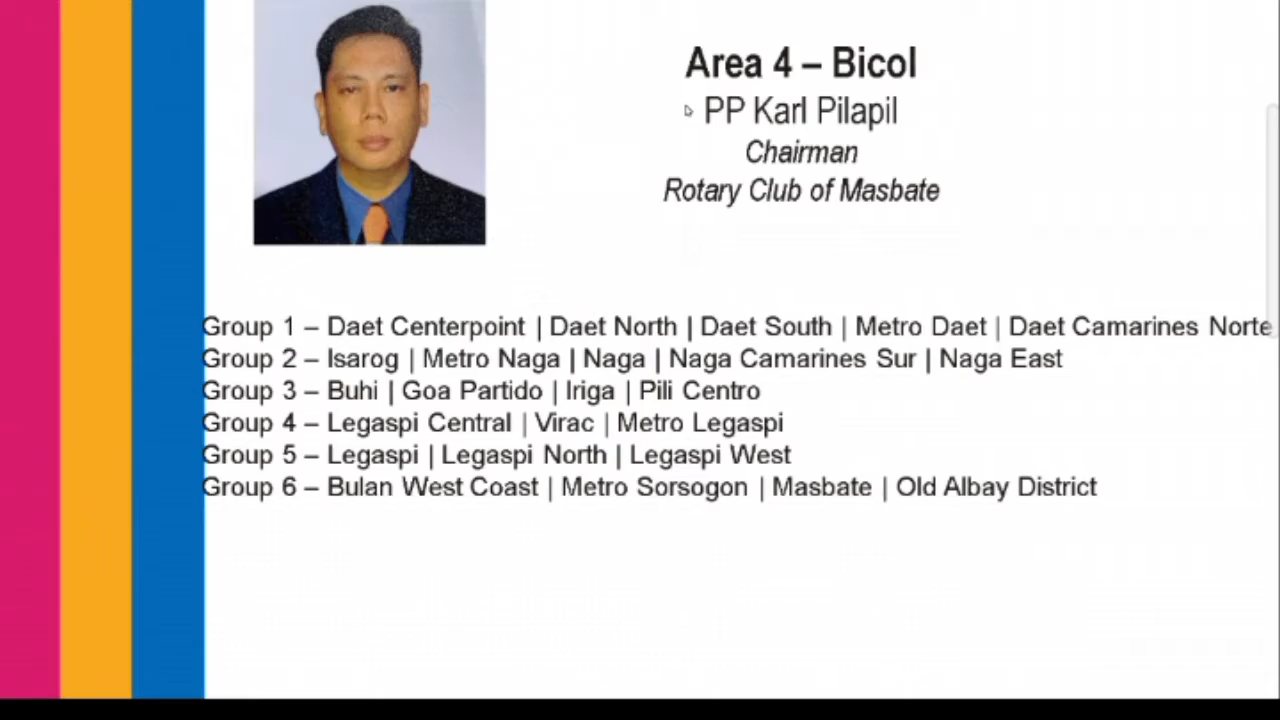 Area 4 – Bicol
PP Karl Pilapil
Chairman
Rotary Club of Masbate
Group 1 – Daet Centerpoint | Daet North | Daet South | Metro Daet | Daet Camarines Norte
Group 2 – Isarog | Metro Naga | Naga | Naga Camarines Sur | Naga East
Group 3 – Buhi | Goa Partido | Iriga | Pili Centro
Group 4 – Legaspi Central | Virac | Metro Legaspi
Group 5 – Legaspi | Legaspi North | Legaspi West
Group 6 – Bulan West Coast | Metro Sorsogon | Masbate | Old Albay District